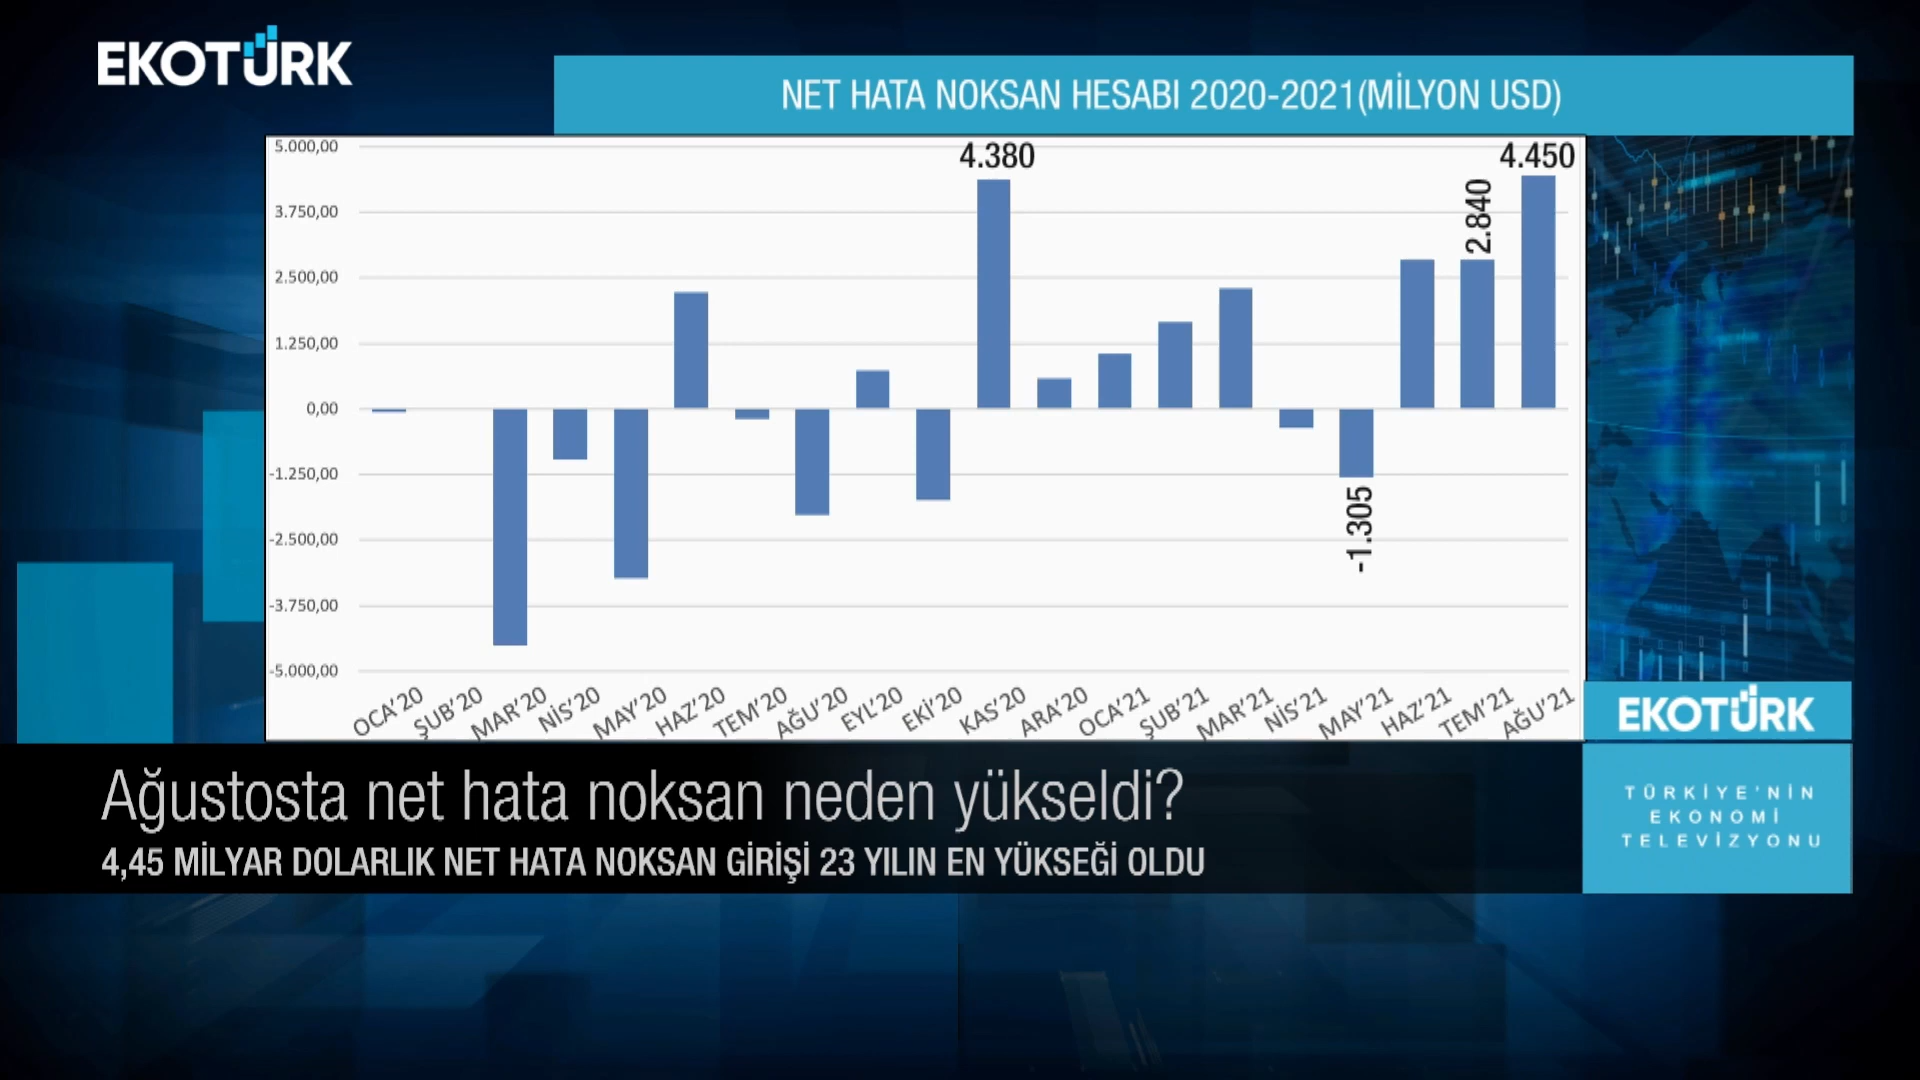 EKOTÜRK
NET HATA NOKSAN HESABI 2020-2021(MİLYON USD)
5.000,00
3.750,00
2.500,00
1.250,00
0,00
-1.250,00
-2.500,00
-3.750,00
-5.000,00
4.380
-1.305
2.840
4.450
OCA'20
ŞUB'20
MAR'20
NİS'20
MAY'20
HAZ'20
TEM'20
AĞU'20
EYL'20
EKİ'20
KAS'20
ARA'20
OCA'21
ŞUB'21
MAR'21
NİS'21
MAY'21
HAZ'21
TEM'21
AĞU'21
EKOTÜRK
TÜRKİYE'NİN
EKONOMİ
TELEVİZYONU
Ağustosta net hata noksan neden yükseldi?
4,45 MİLYAR DOLARLIK NET HATA NOKSAN GİRİŞİ 23 YILIN EN YÜKSEĞİ OLDU